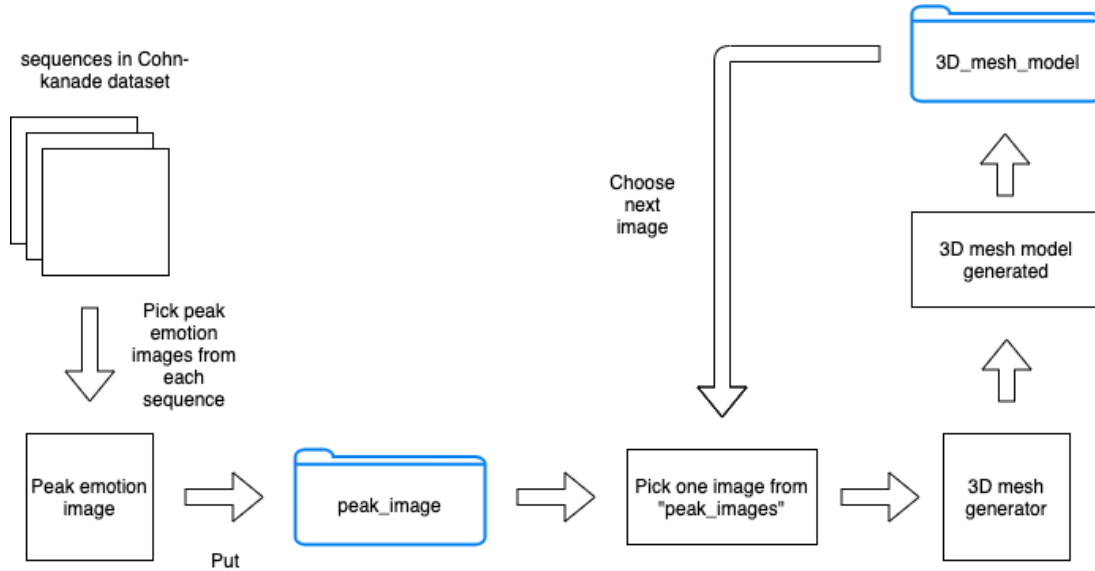 sequences in Cohn-
kanade dataset
Pick peak
emotion
images from
each
sequence
Peak emotion
image
Put
peak_image
Choose
next
image
Pick one image from
"peak_images"
3D mesh
generator
3D mesh model
generated
3D_mesh_model